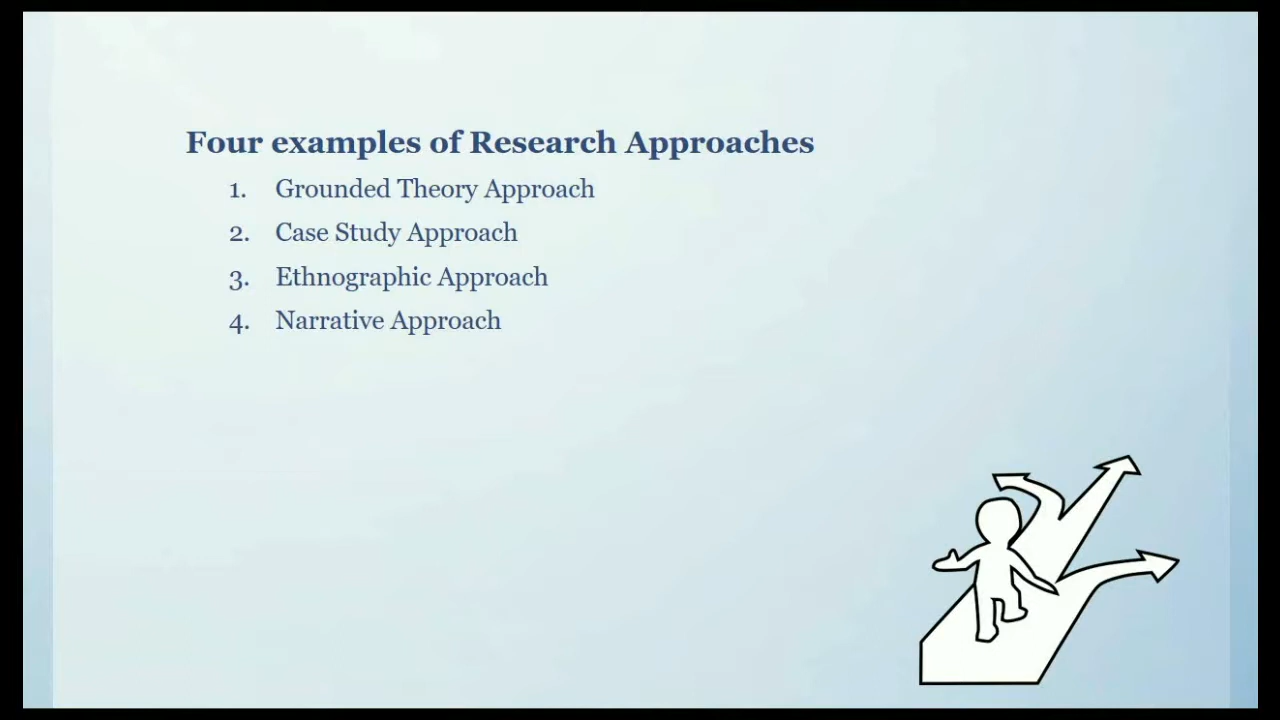 Four examples of Research Approaches
1. Grounded Theory Approach
2. Case Study Approach
3. Ethnographic Approach
4. Narrative Approach